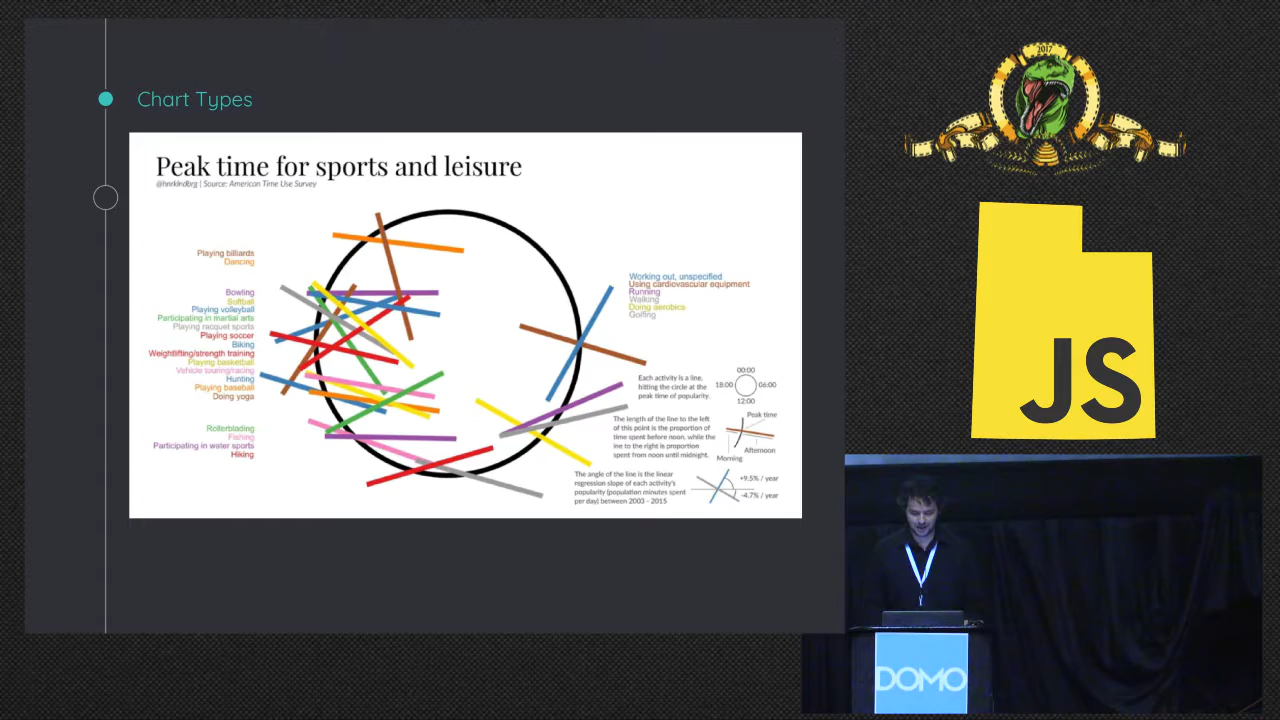 Chart Types
Peak time for sports and leisure
@hnrklndbrg | Source: American Time Use Survey
Playing billiards
Dancing
Bowling
Softball
Playing volleyball
Participating in martial arts
Playing racquet sports
Playing soccer
Biking
Weightlifting/strength training
Playing basketball
Vehicle touring/racing
Hunting
Playing baseball
Doing yoga
Rollerblading
Fishing
Participating in water sports
Hiking
Working out, unspecified
Using cardiovascular equipment
Running
Walking
Doing aerobics
Golfing
Each activity is a line,
hitting the circle at the
peak time of popularity.
00:00
18:00
06:00
12:00
The length of the line to the left
of this point is the proportion of
time spent before noon, while the
line to the right is proportion
spent from noon until midnight.
Peak time
Afternoon
Morning
The angle of the line is the linear
regression slope of each activity's
popularity (population minutes spent
per day) between 2003 - 2015
+9.5% / year
-4.7% / year
2017
JS
DOMO